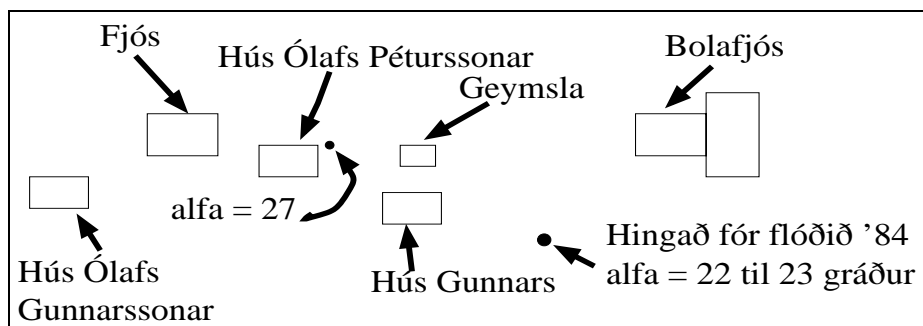 Fjós
Hús Ólafs Péturssonar
Geymsla
Bolafjós
alfa = 27
Hús Ólafs
Gunnarssonar
Hús Gunnars
Hingað fór flóðið ’84
alfa = 22 til 23 gráður